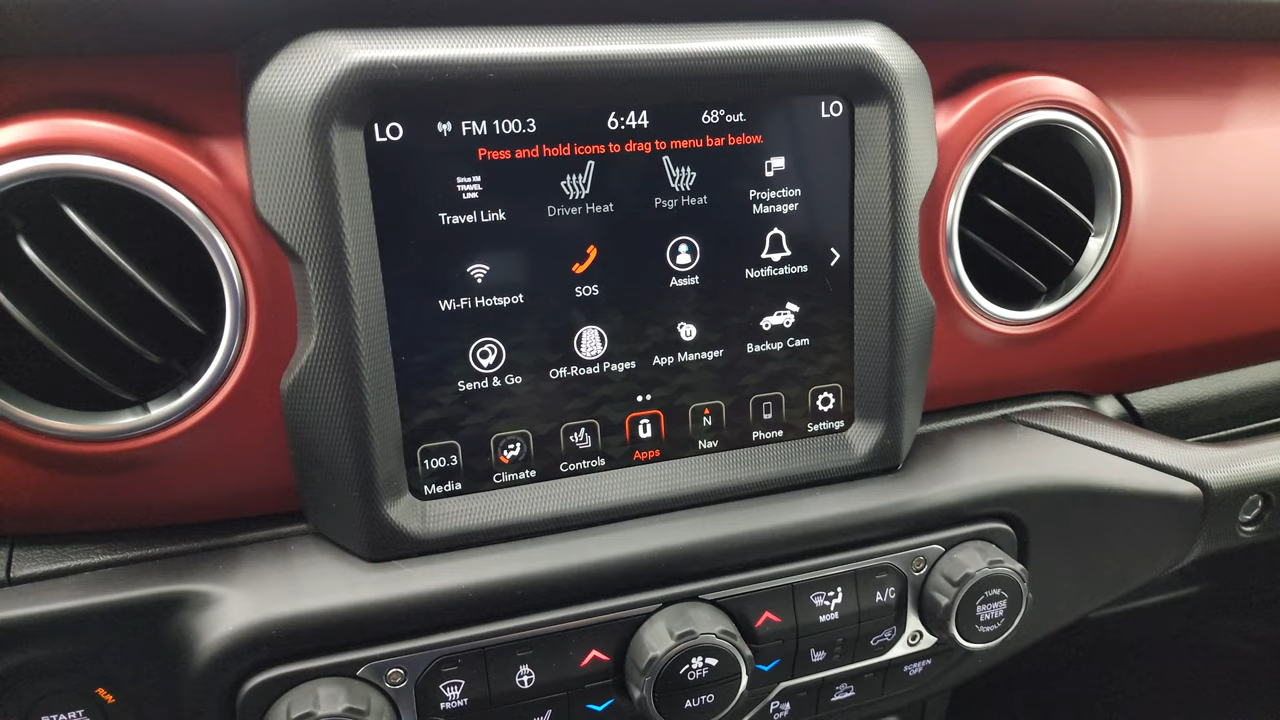 LO
FM 100.3
6:44
68°out.
LO
Press and hold icons to drag to menu bar below.
Sirius XM
TRAVEL
LINK
Travel Link
Driver Heat
Psgr Heat
Projection
Manager
Wi-Fi Hotspot
SOS
Assist
Notifications
Send & Go
Off-Road Pages
App Manager
Backup Cam
100.3
Media
Climate
Controls
Apps
N
Nav
Phone
Settings
FRONT
OFF
AUTO
MODE
A/C
TUNE
BROWSE
ENTER
SCROLL
SCREEN
OFF
P
OFF
START
RUN